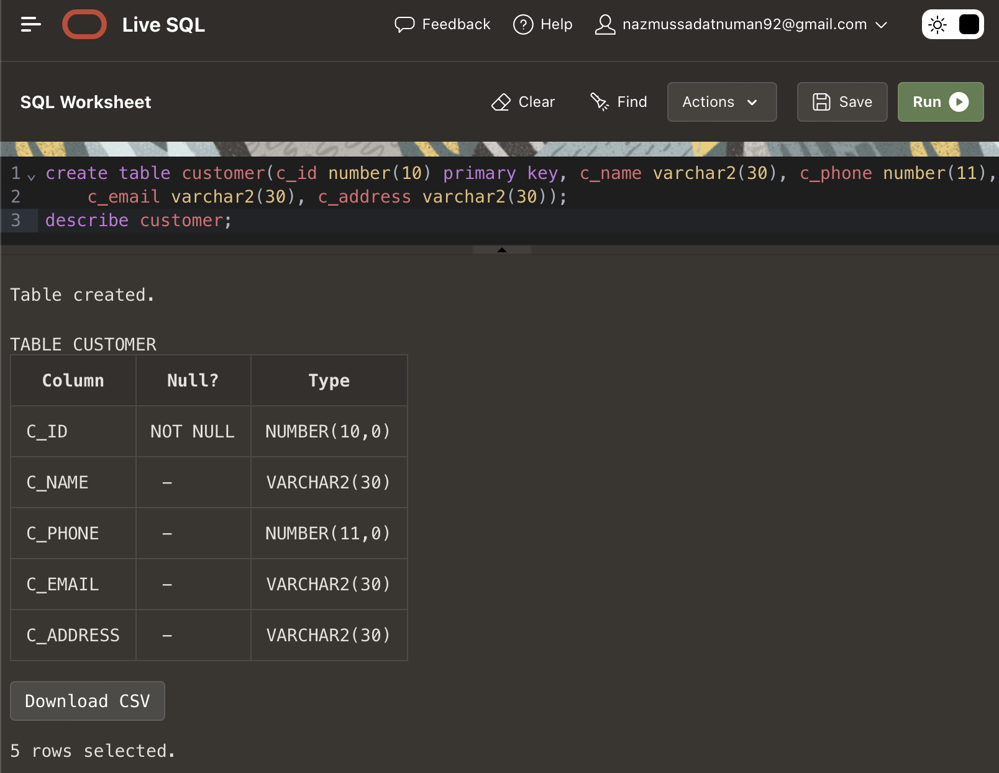 Live SQL Feedback Help nazmussadatnuman92@gmail.com
SQL Worksheet Clear Find Actions Save Run
1 create table customer(c_id number(10) primary key, c_name varchar2(30), c_phone number(11),
2 c_email varchar2(30), c_address varchar2(30));
3 describe customer;
Table created.
TABLE CUSTOMER
Column Null? Type
C_ID NOT NULL NUMBER(10,0)
C_NAME – VARCHAR2(30)
C_PHONE – NUMBER(11,0)
C_EMAIL – VARCHAR2(30)
C_ADDRESS – VARCHAR2(30)
Download CSV
5 rows selected.